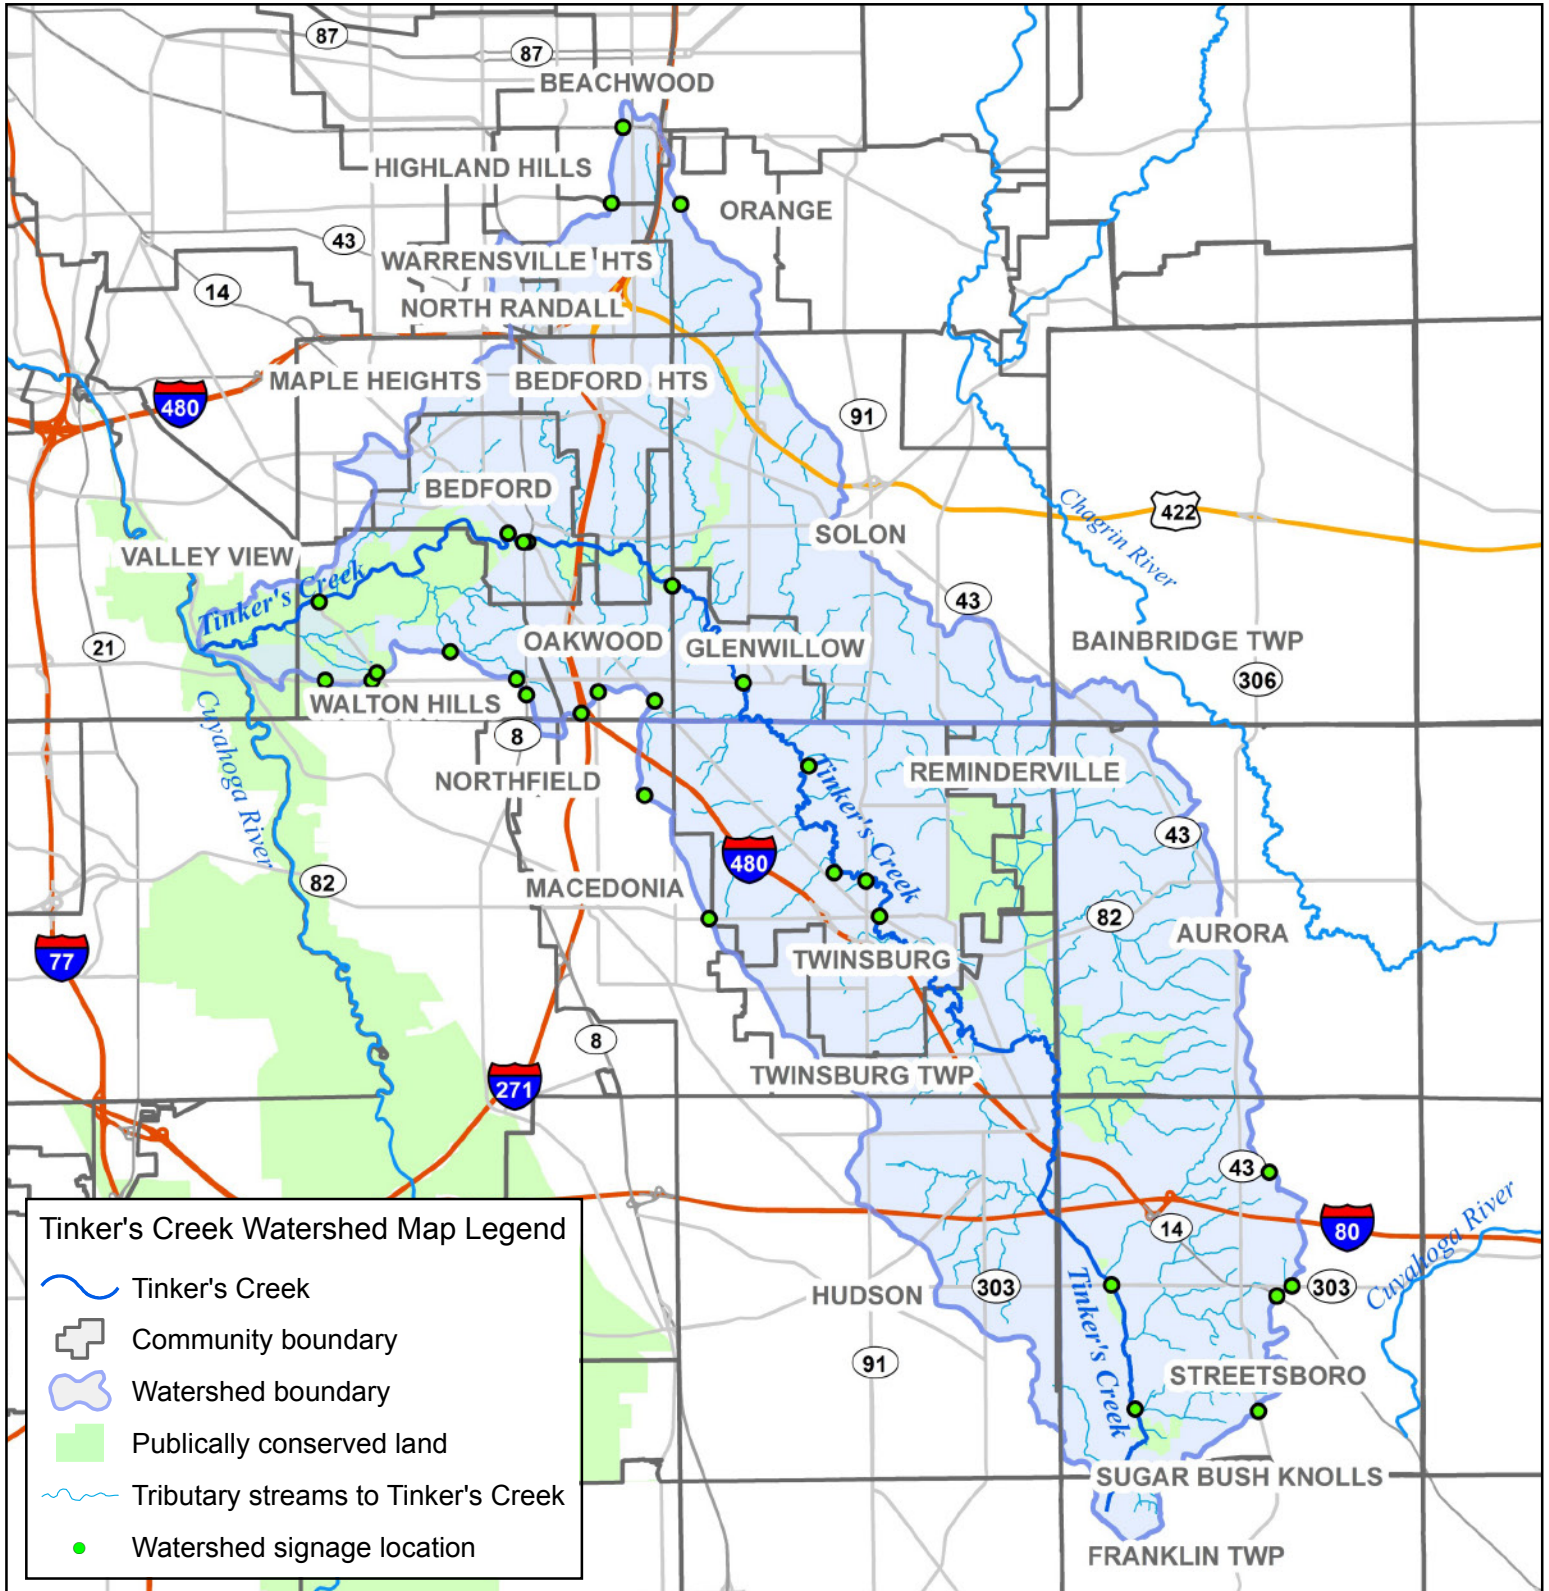 87
87
BEACHWOOD
HIGHLAND HILLS
ORANGE
43
WARRENSVILLE HTS
14
NORTH RANDALL
MAPLE HEIGHTS
BEDFORD HTS
480
91
BEDFORD
Chagrin River
422
SOLON
VALLEY VIEW
Tinker's Creek
43
21
OAKWOOD
GLENWILLOW
BAINBRIDGE TWP
306
WALTON HILLS
Cuyahoga River
8
NORTHFIELD
Tinker's Creek
REMINDERVILLE
43
480
82
MACEDONIA
82
AURORA
77
TWINSBURG
8
271
TWINSBURG TWP
43
Cuyahoga River
80
14
Tinker's Creek
HUDSON
303
303
91
STREETSBORO
SUGAR BUSH KNOLLS
FRANKLIN TWP
Tinker's Creek Watershed Map Legend
Tinker's Creek
Community boundary
Watershed boundary
Publically conserved land
Tributary streams to Tinker's Creek
Watershed signage location